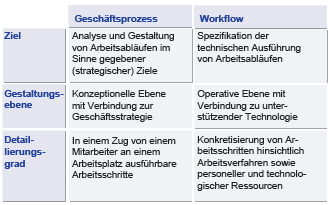 Geschäftsprozess
Workflow
Ziel
Analyse und Gestaltung
von Arbeitsabläufen im
Sinne gegebener
(strategischer) Ziele
Spezifikation der
technischen Ausführung
von Arbeitsabläufen
Gestaltungs-
ebene
Konzeptionelle Ebene
mit Verbindung zur
Geschäftsstrategie
Operative Ebene mit
Verbindung zu unter-
stützender Technologie
Detail-
lierungs-
grad
In einem Zug von einem
Mitarbeiter an einem
Arbeitsplatz ausführbare
Arbeitsschritte
Konkretisierung von Ar-
beitsschritten hinsichtlich
Arbeitsverfahren sowie
personeller und technolo-
gischer Ressourcen